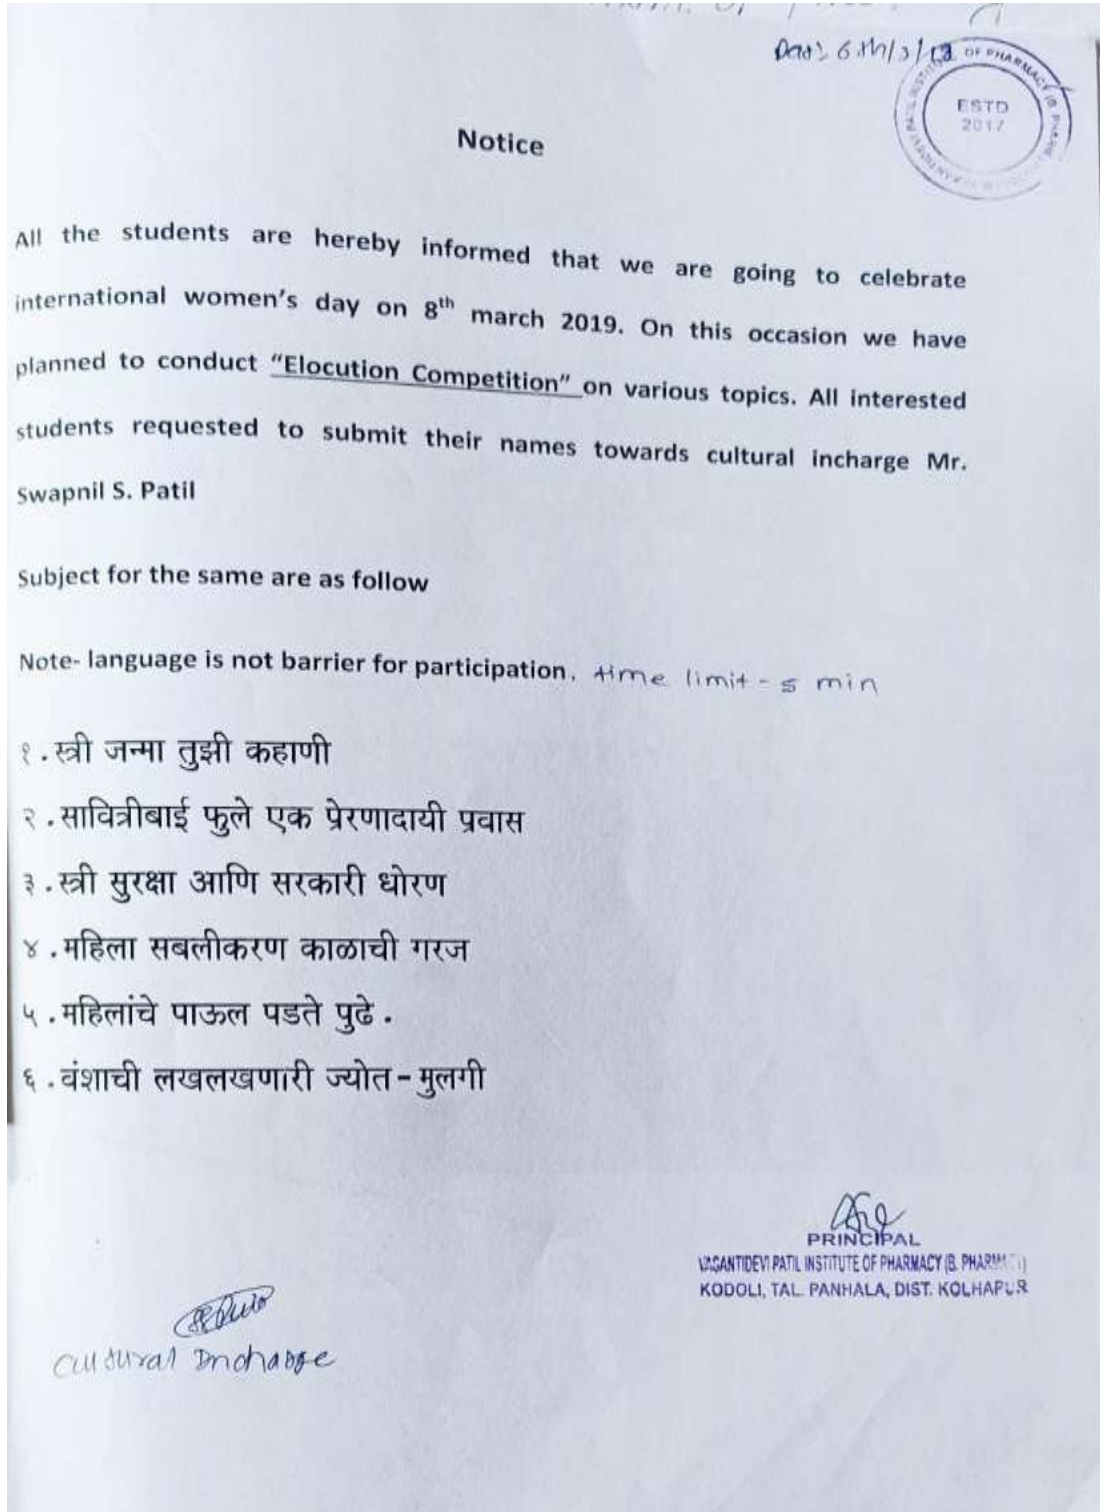 ESTD
2017
Notice
All the students are hereby informed that we are going to celebrate
international women's day on 8th march 2019. On this occasion we have
planned to conduct "Elocution Competition" on various topics. All interested
students requested to submit their names towards cultural incharge Mr.
Swapnil S. Patil
Subject for the same are as follow
Note- language is not barrier for participation. time limit - 5 min
१. स्त्री जन्मा तुझी कहाणी
२. सावित्रीबाई फुले एक प्रेरणादायी प्रवास
३. स्त्री सुरक्षा आणि सरकारी धोरण
४. महिला सबलीकरण काळाची गरज
५. महिलांचे पाऊल पडते पुढे.
६. वंशाची लखलखणारी ज्योत-मुलगी
PRINCIPAL
PATIL INSTITUTE OF PHARMACY (B.
KODOLI, TAL. PANHALA, DIST. KOLHAPUR
Cultural Incharge